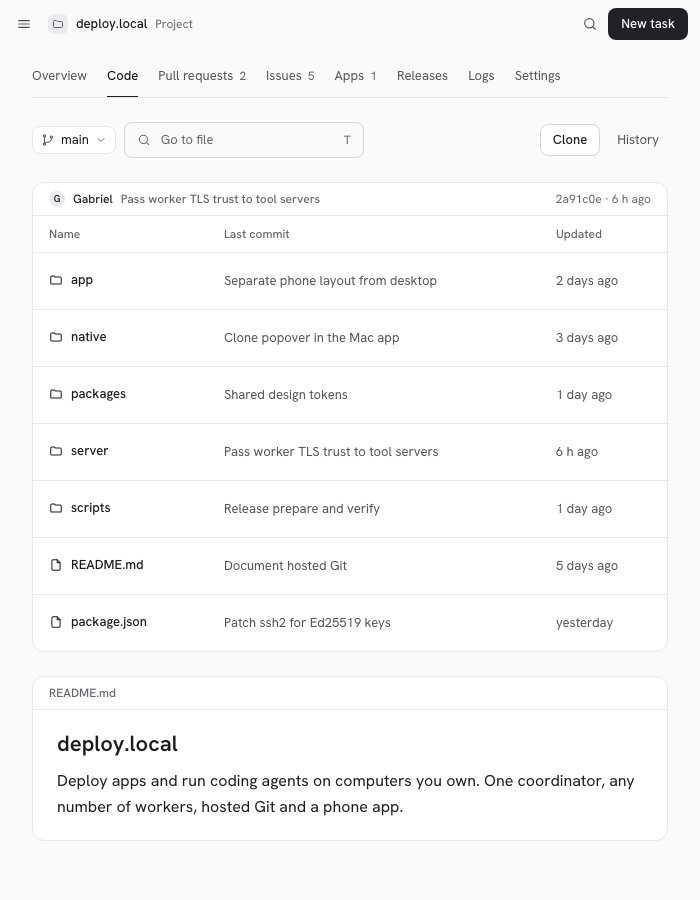 deploy.local Project
New task
Overview Code Pull requests 2 Issues 5 Apps 1 Releases Logs Settings
main Go to file T Clone History
G Gabriel Pass worker TLS trust to tool servers 2a91c0e · 6 h ago
Name Last commit Updated
app Separate phone layout from desktop 2 days ago
native Clone popover in the Mac app 3 days ago
packages Shared design tokens 1 day ago
server Pass worker TLS trust to tool servers 6 h ago
scripts Release prepare and verify 1 day ago
README.md Document hosted Git 5 days ago
package.json Patch ssh2 for Ed25519 keys yesterday
README.md
deploy.local
Deploy apps and run coding agents on computers you own. One coordinator, any
number of workers, hosted Git and a phone app.